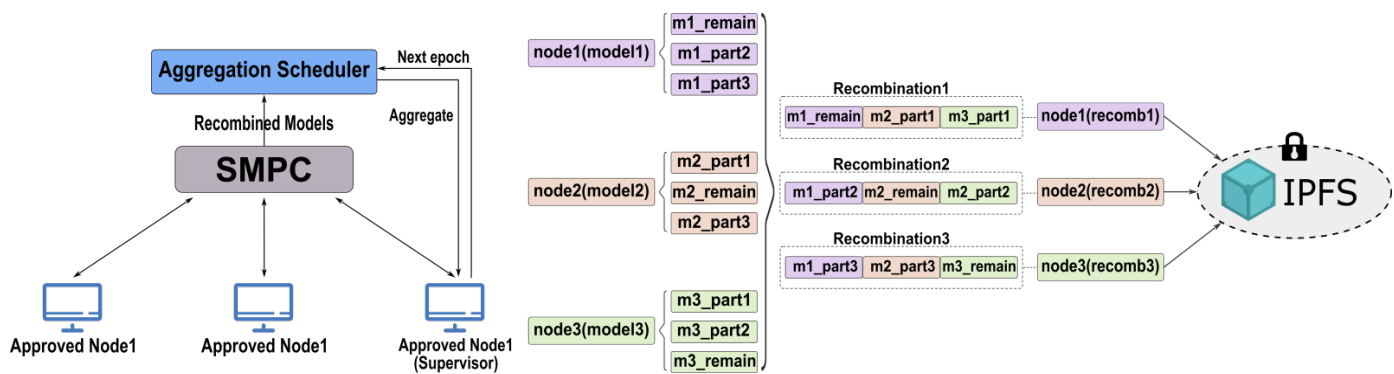 Aggregation Scheduler
Next epoch
Aggregate
Recombined Models
SMPC
Approved Node1
Approved Node1
Approved Node1
(Supervisor)
node1(model1)
m1_remain
m1_part2
m1_part3
node2(model2)
m2_part1
m2_remain
m2_part3
node3(model3)
m3_part1
m3_part2
m3_remain
Recombination1
m1_remain m2_part1 m3_part1
node1(recomb1)
Recombination2
m1_part2 m2_remain m2_part2
node2(recomb2)
Recombination3
m1_part3 m2_part3 m3_remain
node3(recomb3)
IPFS